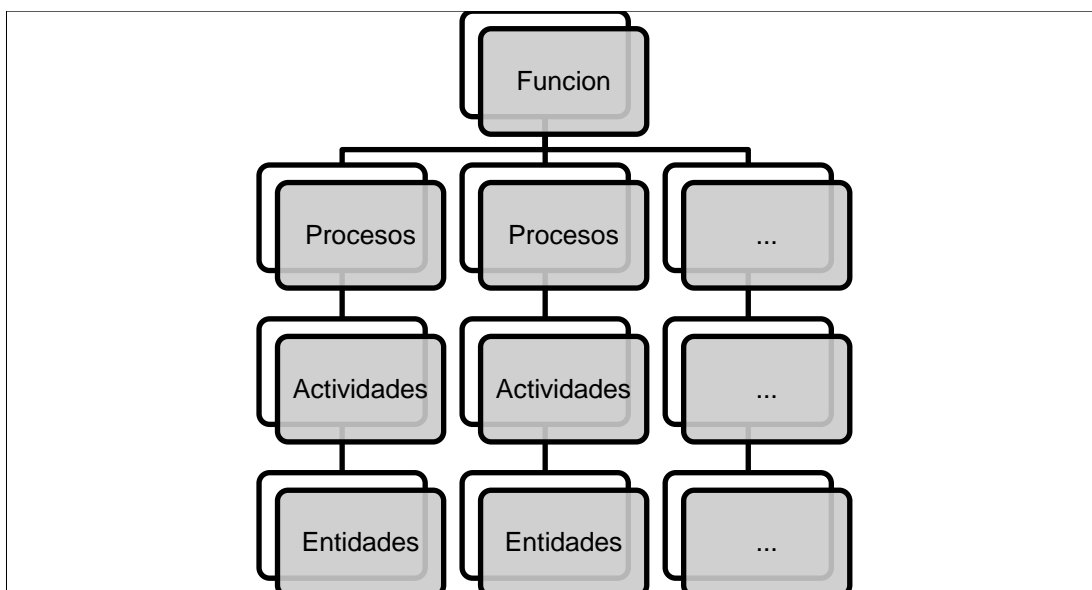 Funcion
Procesos
Procesos
...
Actividades
Actividades
...
Entidades
Entidades
...